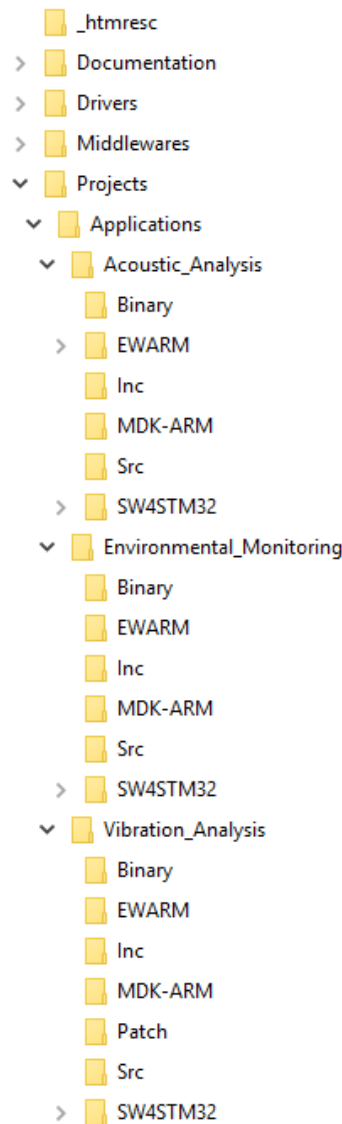 _htmresc
Documentation
Drivers
Middlewares
Projects
Applications
Acoustic_Analysis
Binary
EWARM
Inc
MDK-ARM
Src
SW4STM32
Environmental_Monitoring
Binary
EWARM
Inc
MDK-ARM
Src
SW4STM32
Vibration_Analysis
Binary
EWARM
Inc
MDK-ARM
Patch
Src
SW4STM32